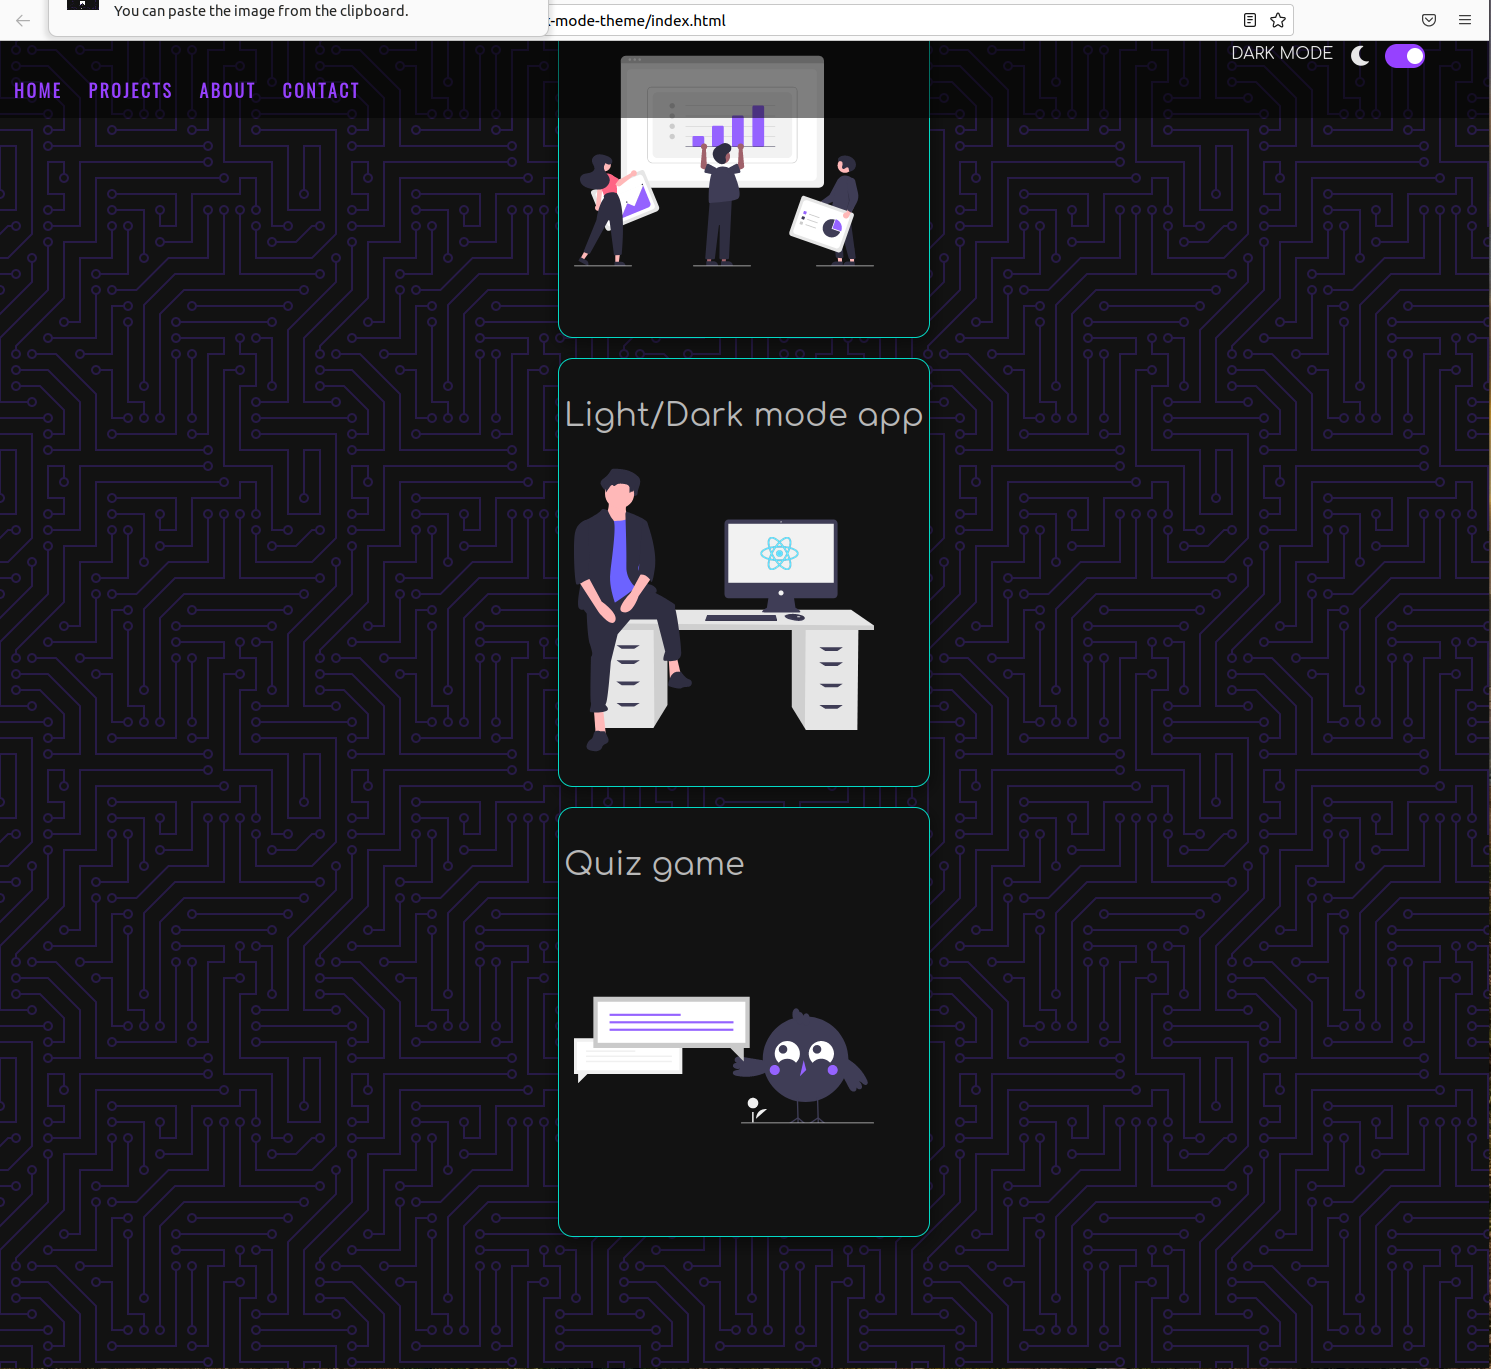 You can paste the image from the clipboard.
-mode-theme/index.html
DARK MODE
HOME PROJECTS ABOUT CONTACT
Light/Dark mode app
Quiz game